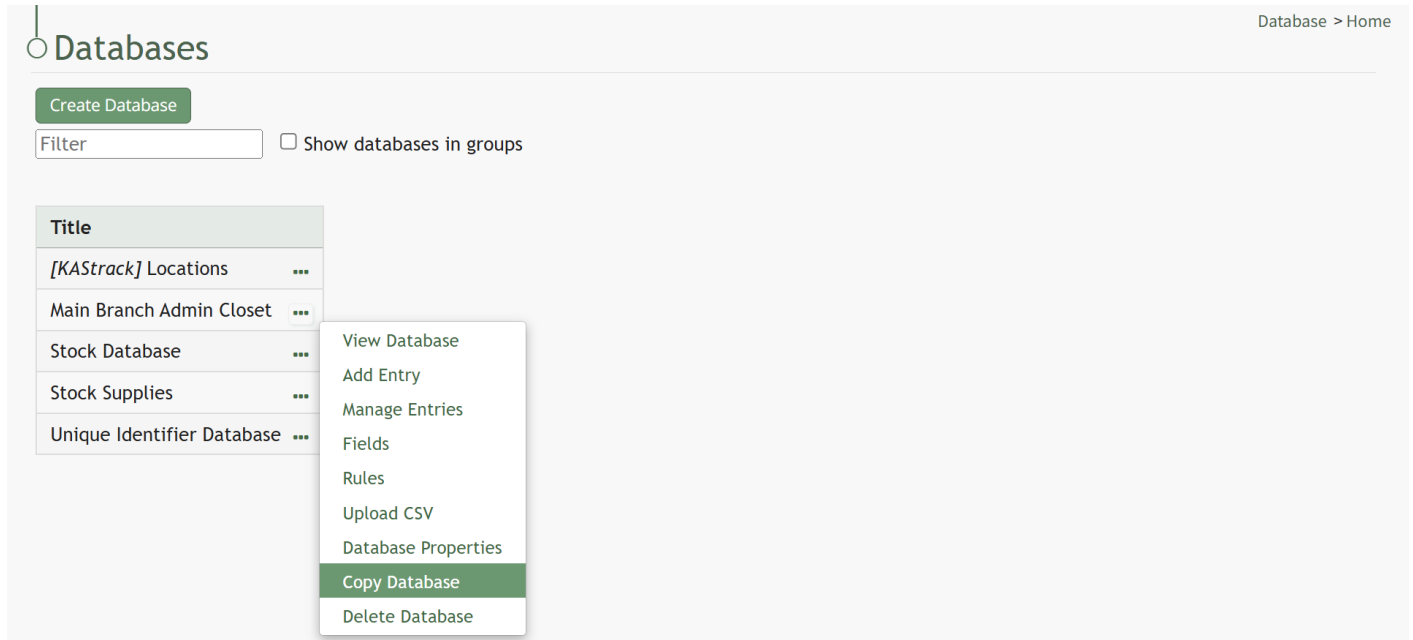 Database > Home
Databases
Create Database
Filter
Show databases in groups
Title
[KAStrack] Locations
Main Branch Admin Closet
Stock Database
Stock Supplies
Unique Identifier Database
View Database
Add Entry
Manage Entries
Fields
Rules
Upload CSV
Database Properties
Copy Database
Delete Database